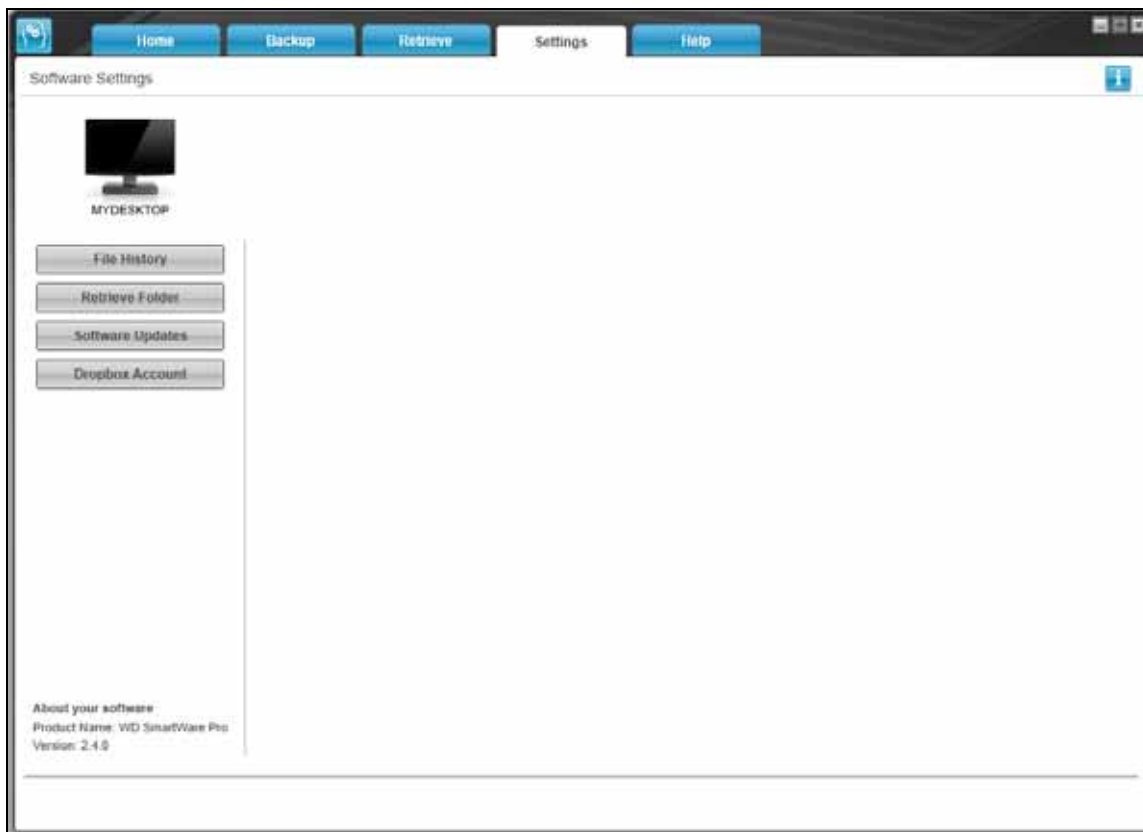 Home
Backup
Retrieve
Settings
Help
Software Settings
MYDESKTOP
File History
Retrieve Folder
Software Updates
Dropbox Account
About your software
Product Name: WD SmartWare Pro
Version: 2.4.0